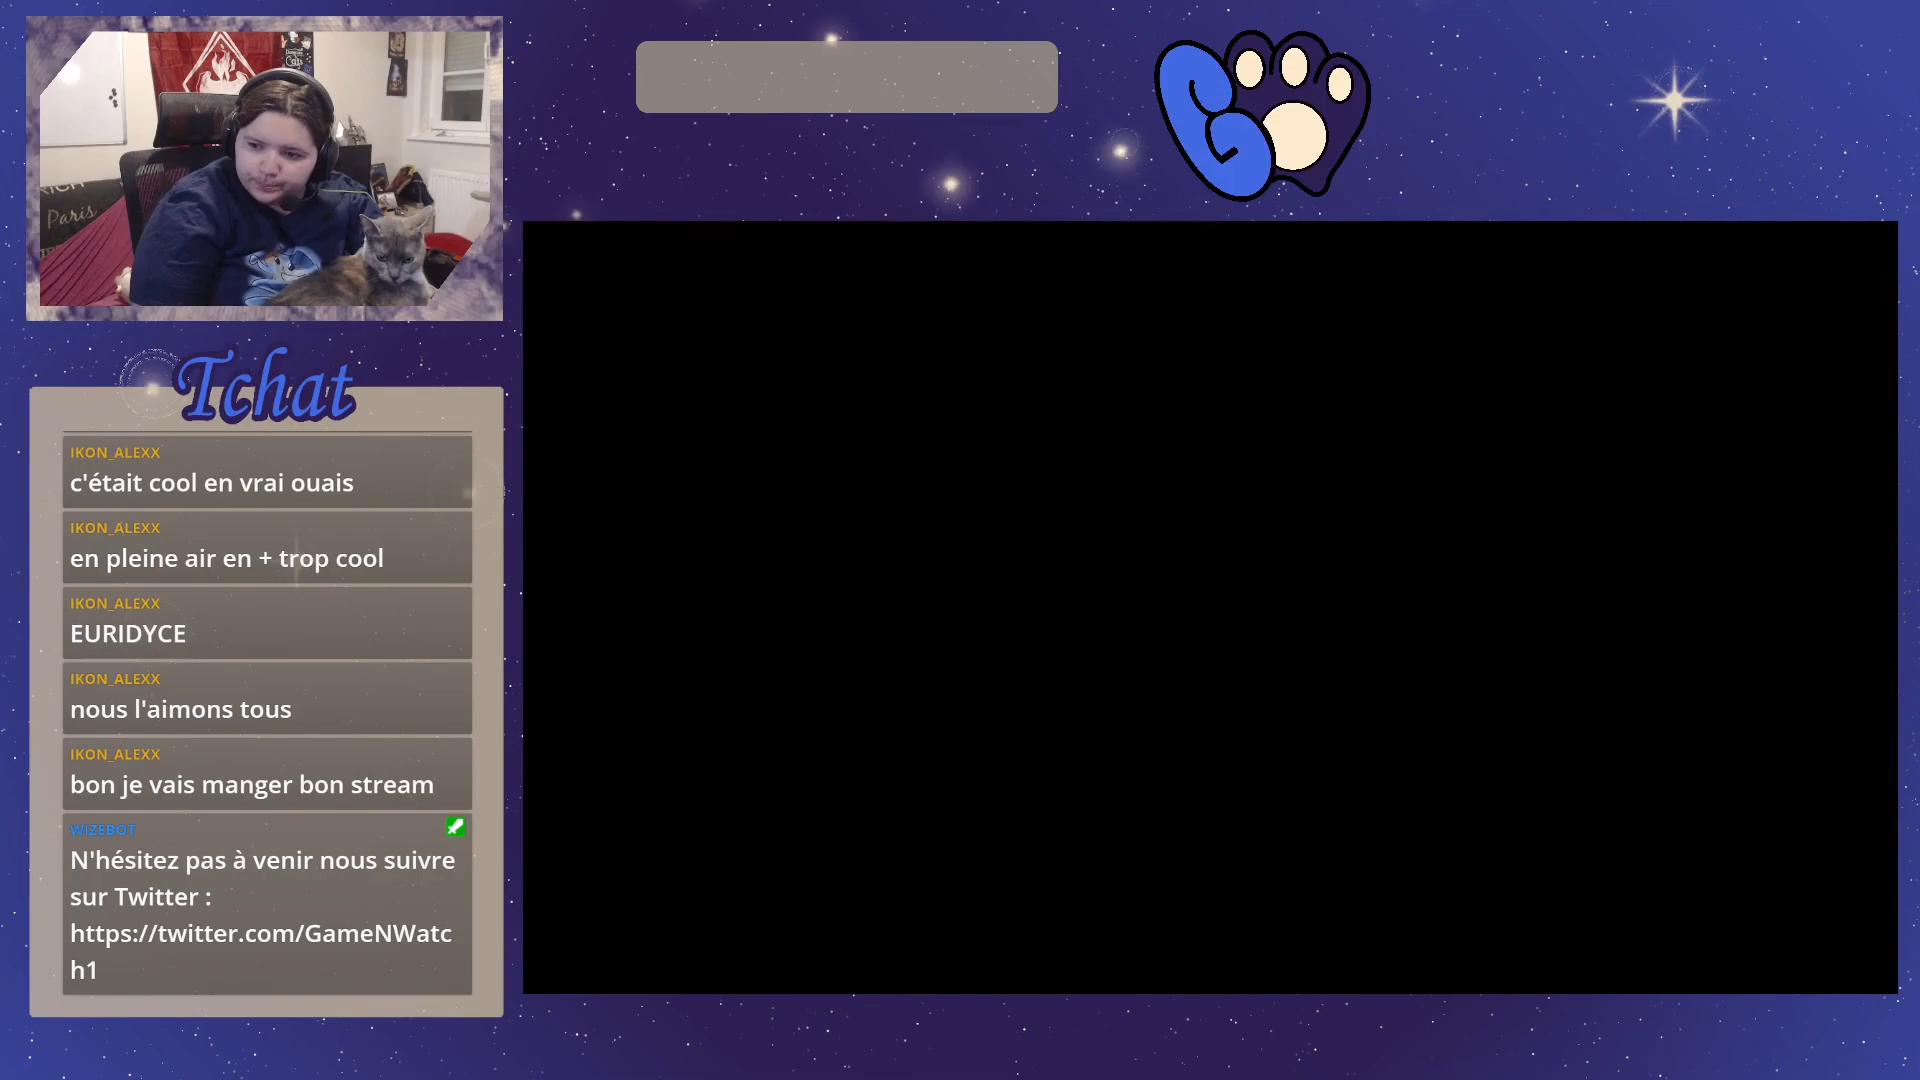 Paris
Tchat
IKON_ALEXX
c'était cool en vrai ouais
IKON_ALEXX
en pleine air en + trop cool
IKON_ALEXX
EURIDYCE
IKON_ALEXX
nous l'aimons tous
IKON_ALEXX
bon je vais manger bon stream
WIZEBOT
N'hésitez pas à venir nous suivre
sur Twitter :
https://twitter.com/GameNWatc
h1